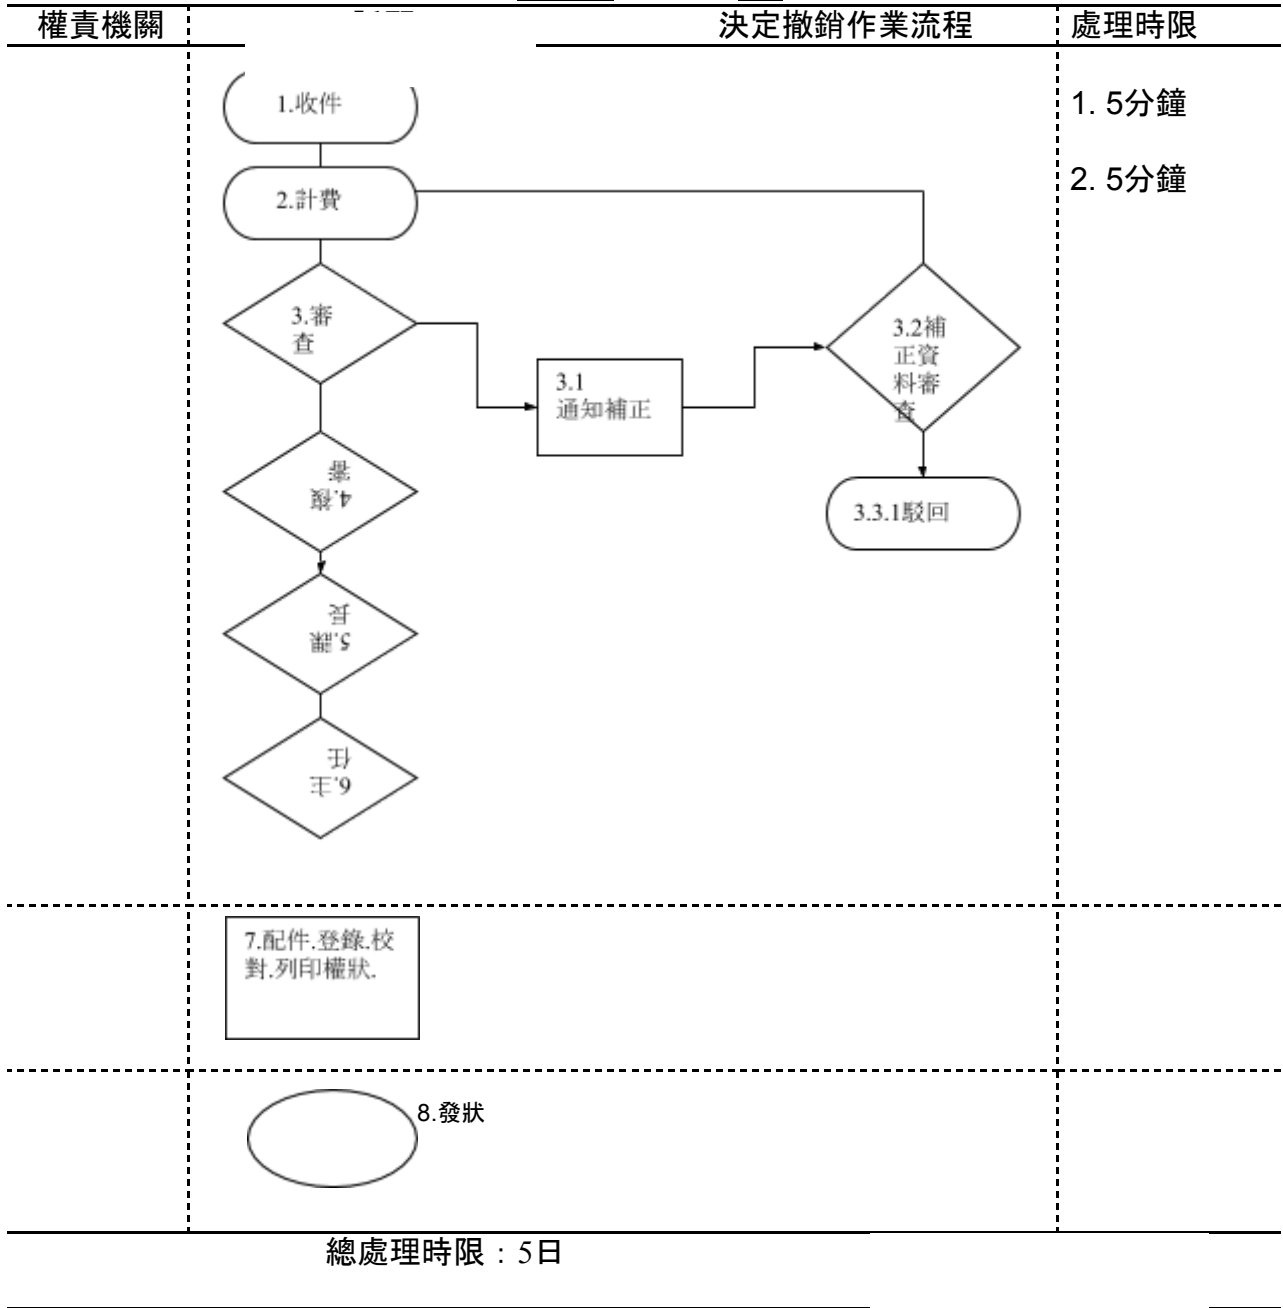 權責機關
決定撤銷作業流程
處理時限
1.收件
1. 5分鐘
2.計費
2. 5分鐘
3.審
查
3.1
通知補正
3.2補
正資
料審
查
3.3.1駁回
4.複
審
5.課
長
6.主
任
7.配件.登錄.校
對.列印權狀.
8.發狀
總處理時限：5日